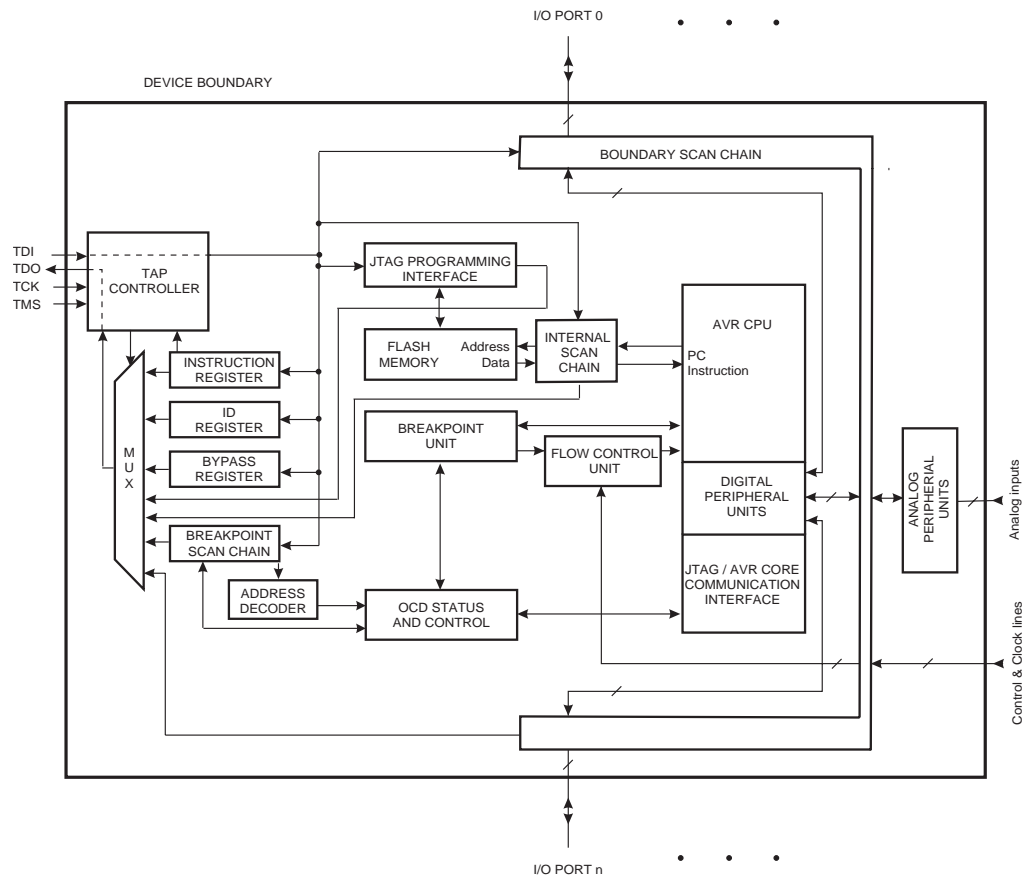 I/O PORT 0
DEVICE BOUNDARY
BOUNDARY SCAN CHAIN
TDI
TDO
TCK
TMS
TAP
CONTROLLER
JTAG PROGRAMMING
INTERFACE
AVR CPU
FLASH
MEMORY
Address
Data
INTERNAL
SCAN
CHAIN
PC
Instruction
INSTRUCTION
REGISTER
ID
REGISTER
M
U
X
BREAKPOINT
UNIT
FLOW CONTROL
UNIT
BYPASS
REGISTER
DIGITAL
PERIPHERAL
UNITS
ANALOG
PERIPHERIAL
UNITS
Analog inputs
BREAKPOINT
SCAN CHAIN
ADDRESS
DECODER
OCD STATUS
AND CONTROL
JTAG / AVR CORE
COMMUNICATION
INTERFACE
Control & Clock lines
I/O PORT n